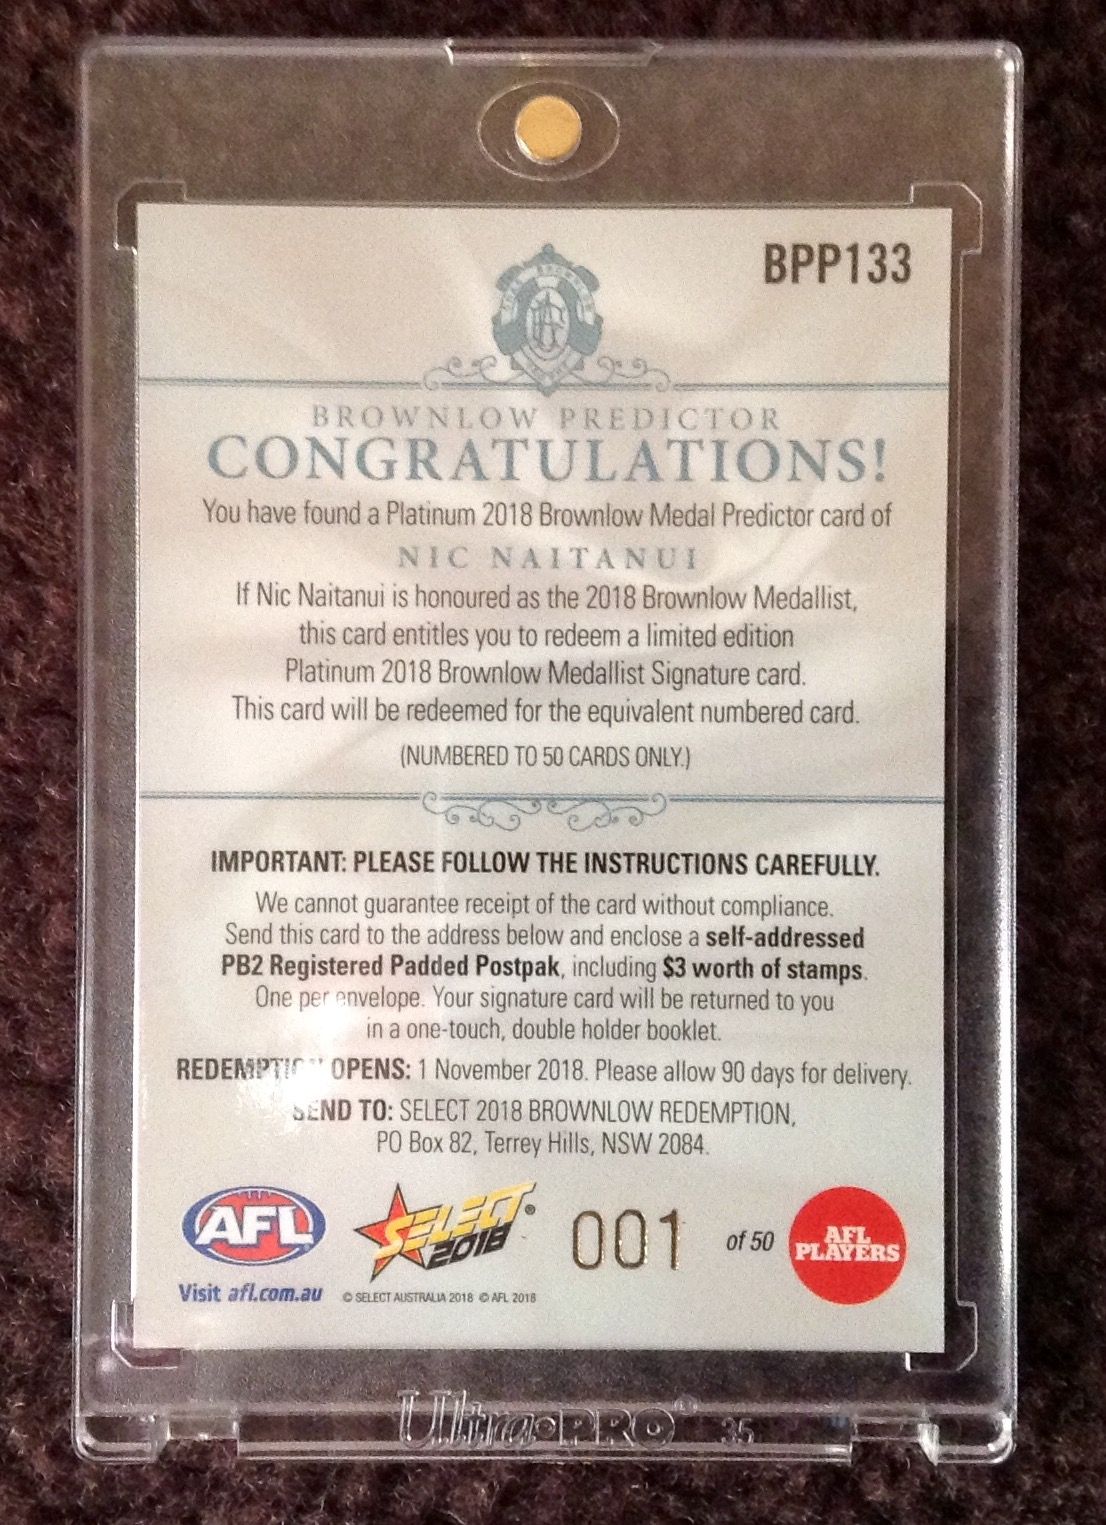 BPP133
BROWNLOW PREDICTOR
CONGRATULATIONS!
You have found a Platinum 2018 Brownlow Medal Predictor card of
NIC NAITANUI
If Nic Naitanui is honoured as the 2018 Brownlow Medallist,
this card entitles you to redeem a limited edition
Platinum 2018 Brownlow Medallist Signature card.
This card will be redeemed for the equivalent numbered card.
(NUMBERED TO 50 CARDS ONLY.)
IMPORTANT: PLEASE FOLLOW THE INSTRUCTIONS CAREFULLY.
We cannot guarantee receipt of the card without compliance.
Send this card to the address below and enclose a self-addressed
PB2 Registered Padded Postpak, including $3 worth of stamps.
One per envelope. Your signature card will be returned to you
in a one-touch, double holder booklet.
REDEMPTION OPENS: 1 November 2018. Please allow 90 days for delivery.
SEND TO: SELECT 2018 BROWNLOW REDEMPTION,
PO Box 82, Terrey Hills, NSW 2084.
AFL
SELECT 2018
001 of 50
AFL PLAYERS
Visit afl.com.au
© SELECT AUSTRALIA 2018 © AFL 2018
Ultra•PRO® 35